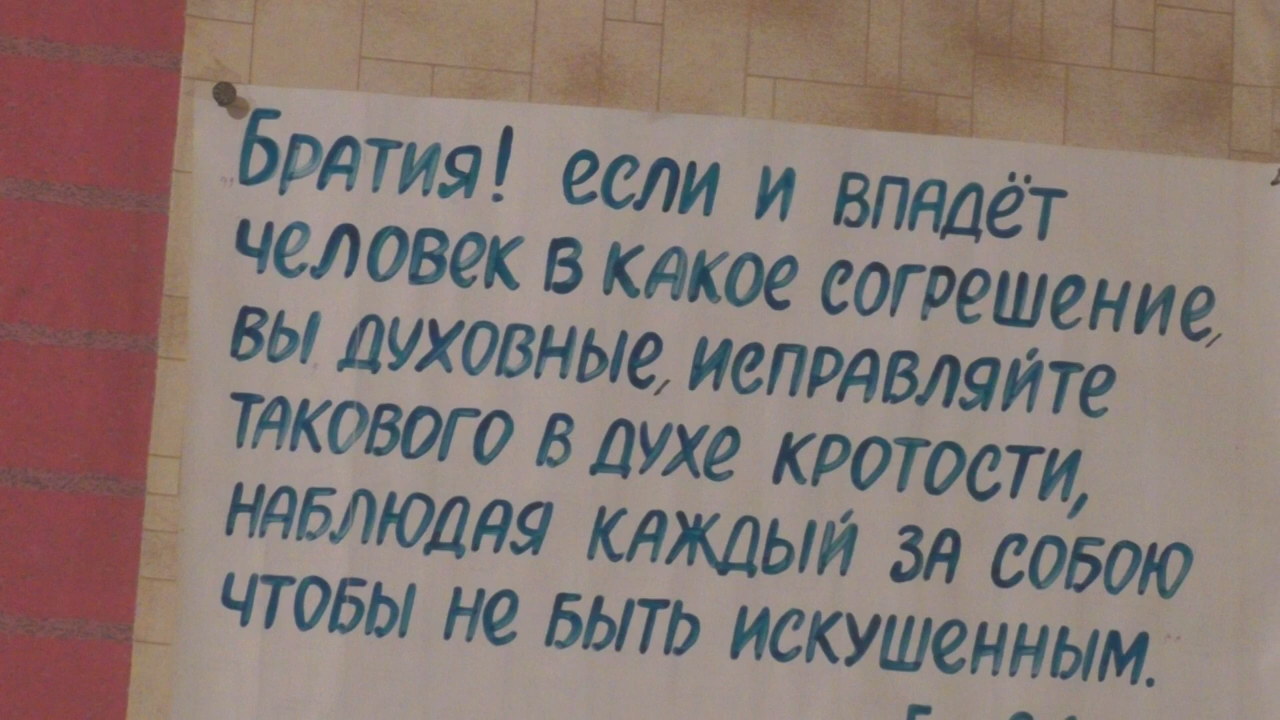 „Братия! если и впадёт
человек в какое согрешение,
вы духовные, исправляйте
такового в духе кротости,
наблюдая каждый за собою
чтобы не быть искушенным."